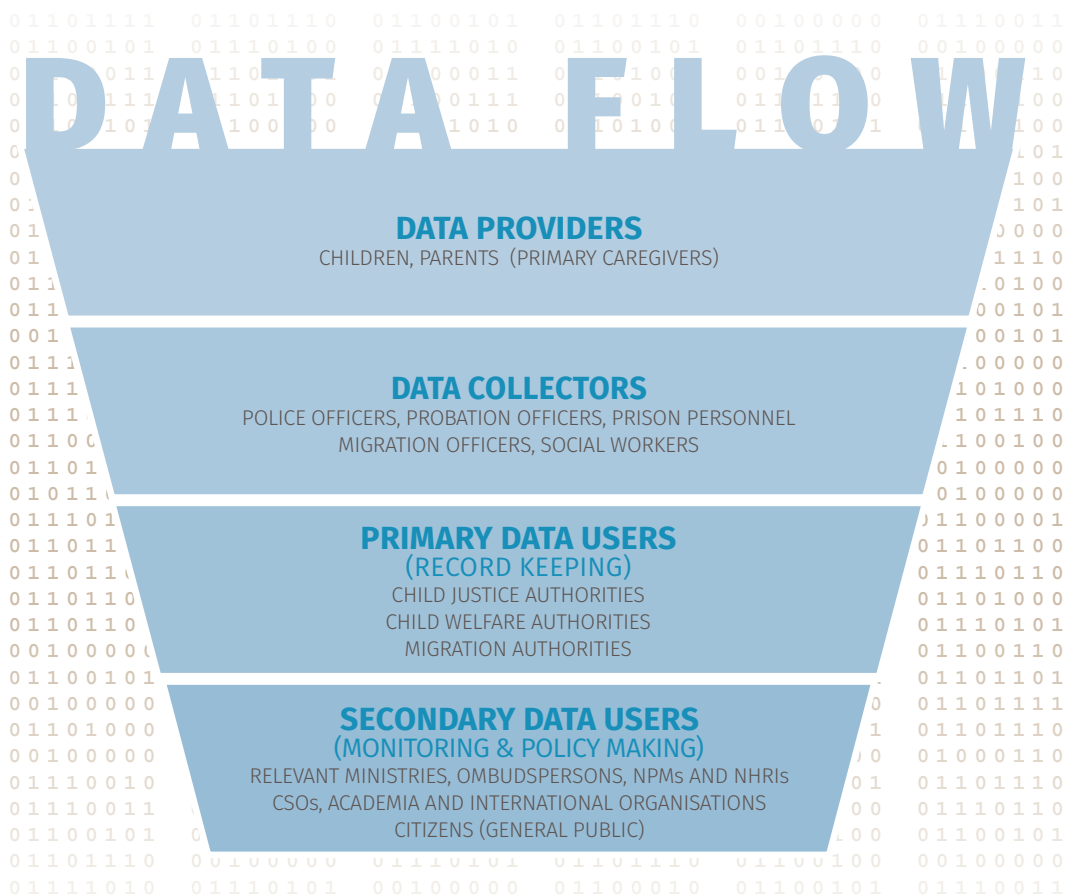 DATA FLOW
DATA PROVIDERS
CHILDREN, PARENTS (PRIMARY CAREGIVERS)
DATA COLLECTORS
POLICE OFFICERS, PROBATION OFFICERS, PRISON PERSONNEL
MIGRATION OFFICERS, SOCIAL WORKERS
PRIMARY DATA USERS
(RECORD KEEPING)
CHILD JUSTICE AUTHORITIES
CHILD WELFARE AUTHORITIES
MIGRATION AUTHORITIES
SECONDARY DATA USERS
(MONITORING & POLICY MAKING)
RELEVANT MINISTRIES, OMBUDSPERSONS, NPMs AND NHRIs
CSOs, ACADEMIA AND INTERNATIONAL ORGANISATIONS
CITIZENS (GENERAL PUBLIC)